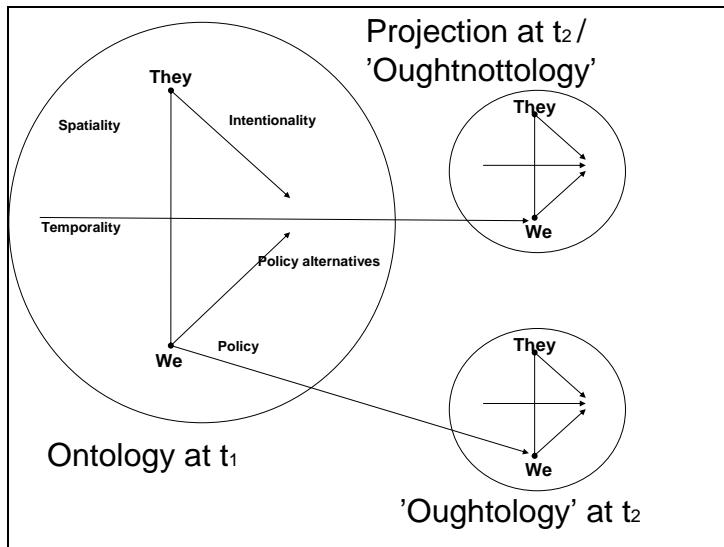 Projection at t2 /
’Oughtnottology’
They
Spatiality
Intentionality
Temporality
Policy alternatives
We
Policy
Ontology at t1
They
We
They
We
’Oughtology’ at t2